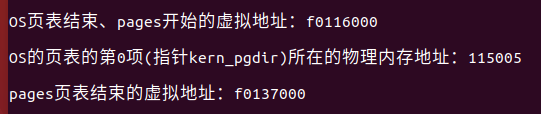 OS页表结束、pages开始的虚拟地址：f0116000
OS的页表的第0项(指针kern_pgdir)所在的物理内存地址：115005
pages页表结束的虚拟地址：f0137000